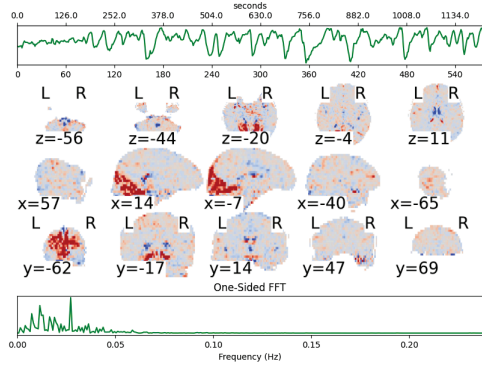 seconds
0.0 126.0 252.0 378.0 504.0 630.0 756.0 882.0 1008.0 1134.0
0 60 120 180 240 300 360 420 480 540
L R L R L R L R L R
z=-56 z=-44 z=-20 z=-4 z=11
x=57 x=14 x=-7 x=-40 x=-65
L R L R L R L R L R
y=-62 y=-17 y=14 y=47 y=69
One-Sided FFT
0.00 0.05 0.10 0.15 0.20
Frequency (Hz)